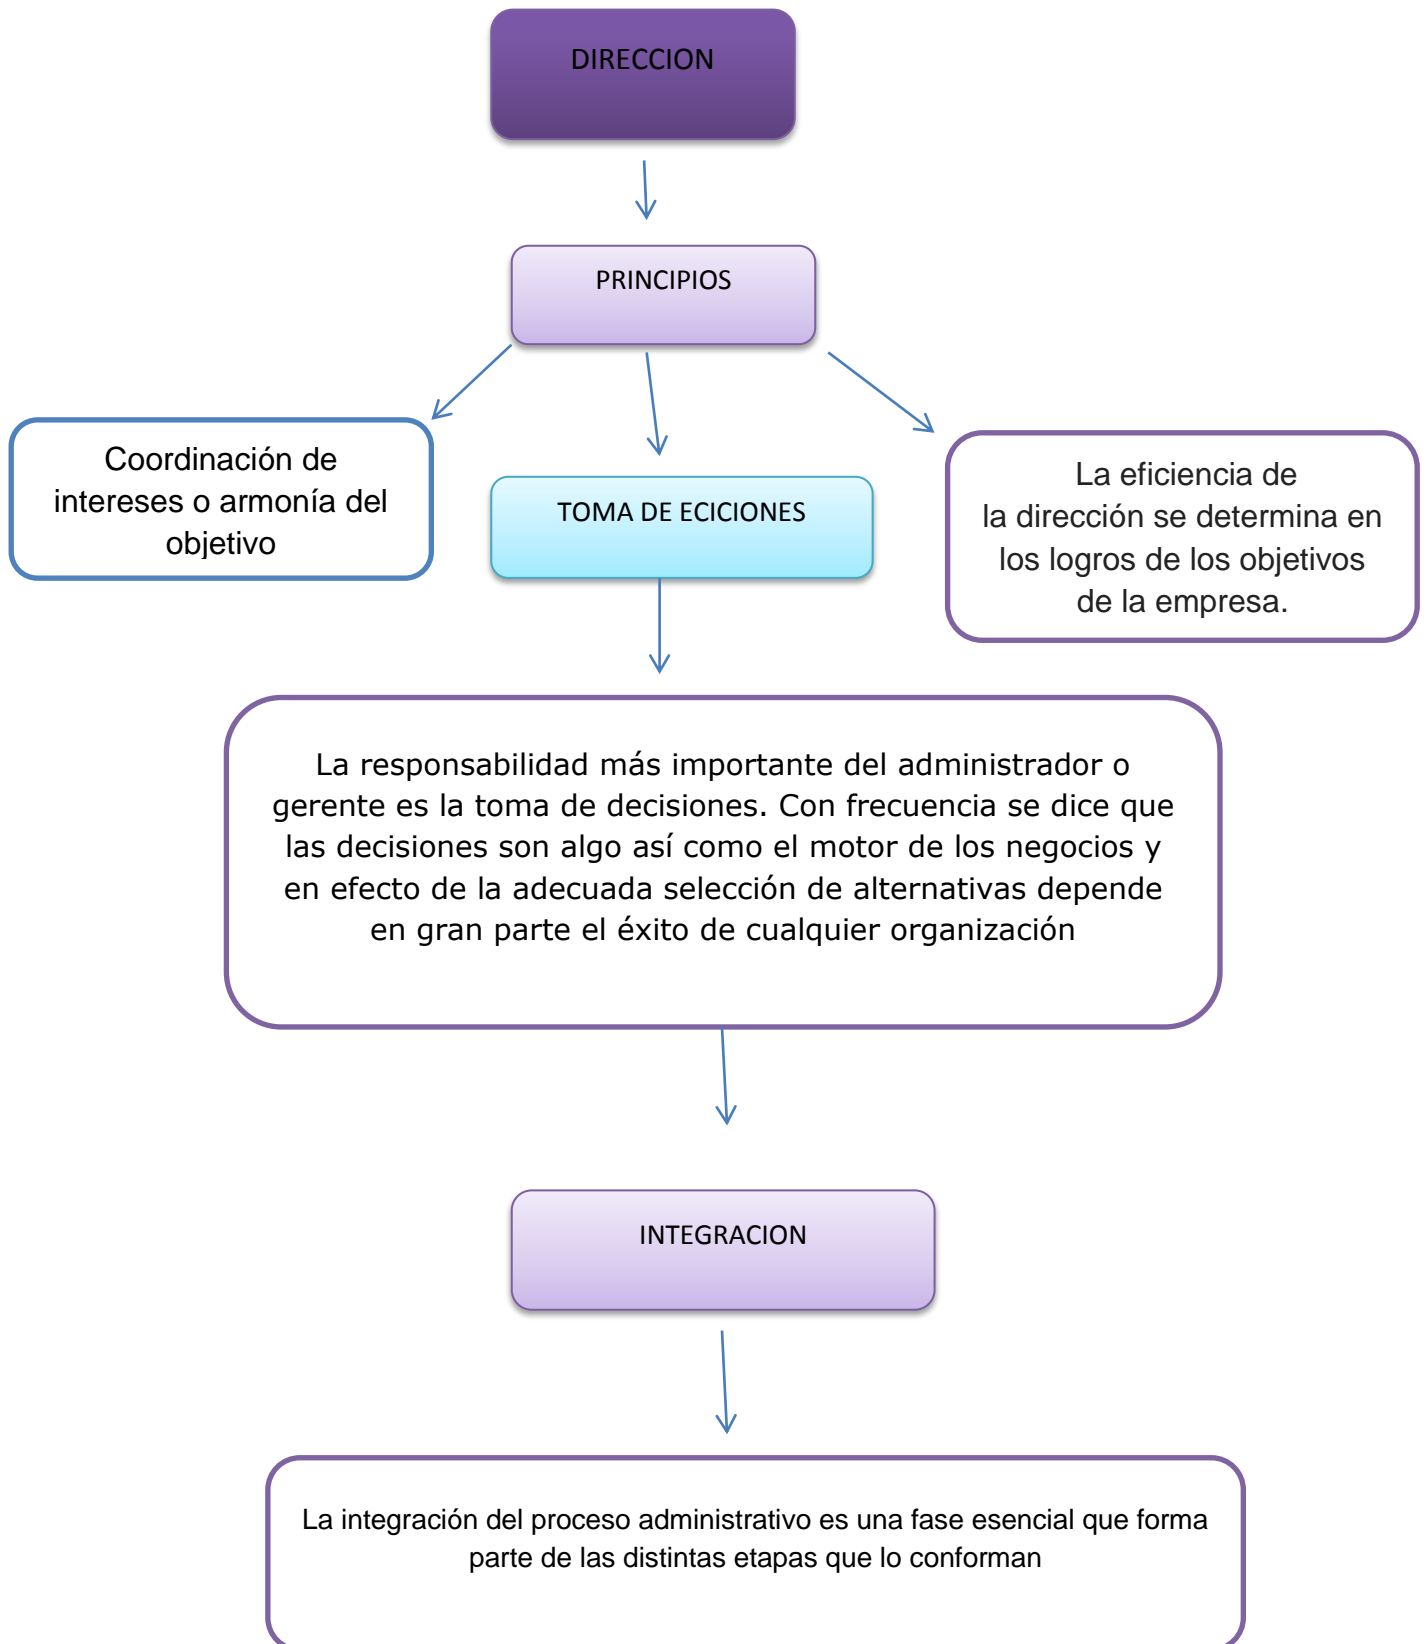 DIRECCION
PRINCIPIOS
Coordinación de
intereses o armonía del
objetivo
TOMA DE ECICIONES
La eficiencia de
la dirección se determina en
los logros de los objetivos
de la empresa.
La responsabilidad más importante del administrador o
gerente es la toma de decisiones. Con frecuencia se dice que
las decisiones son algo así como el motor de los negocios y
en efecto de la adecuada selección de alternativas depende
en gran parte el éxito de cualquier organización
INTEGRACION
La integración del proceso administrativo es una fase esencial que forma
parte de las distintas etapas que lo conforman